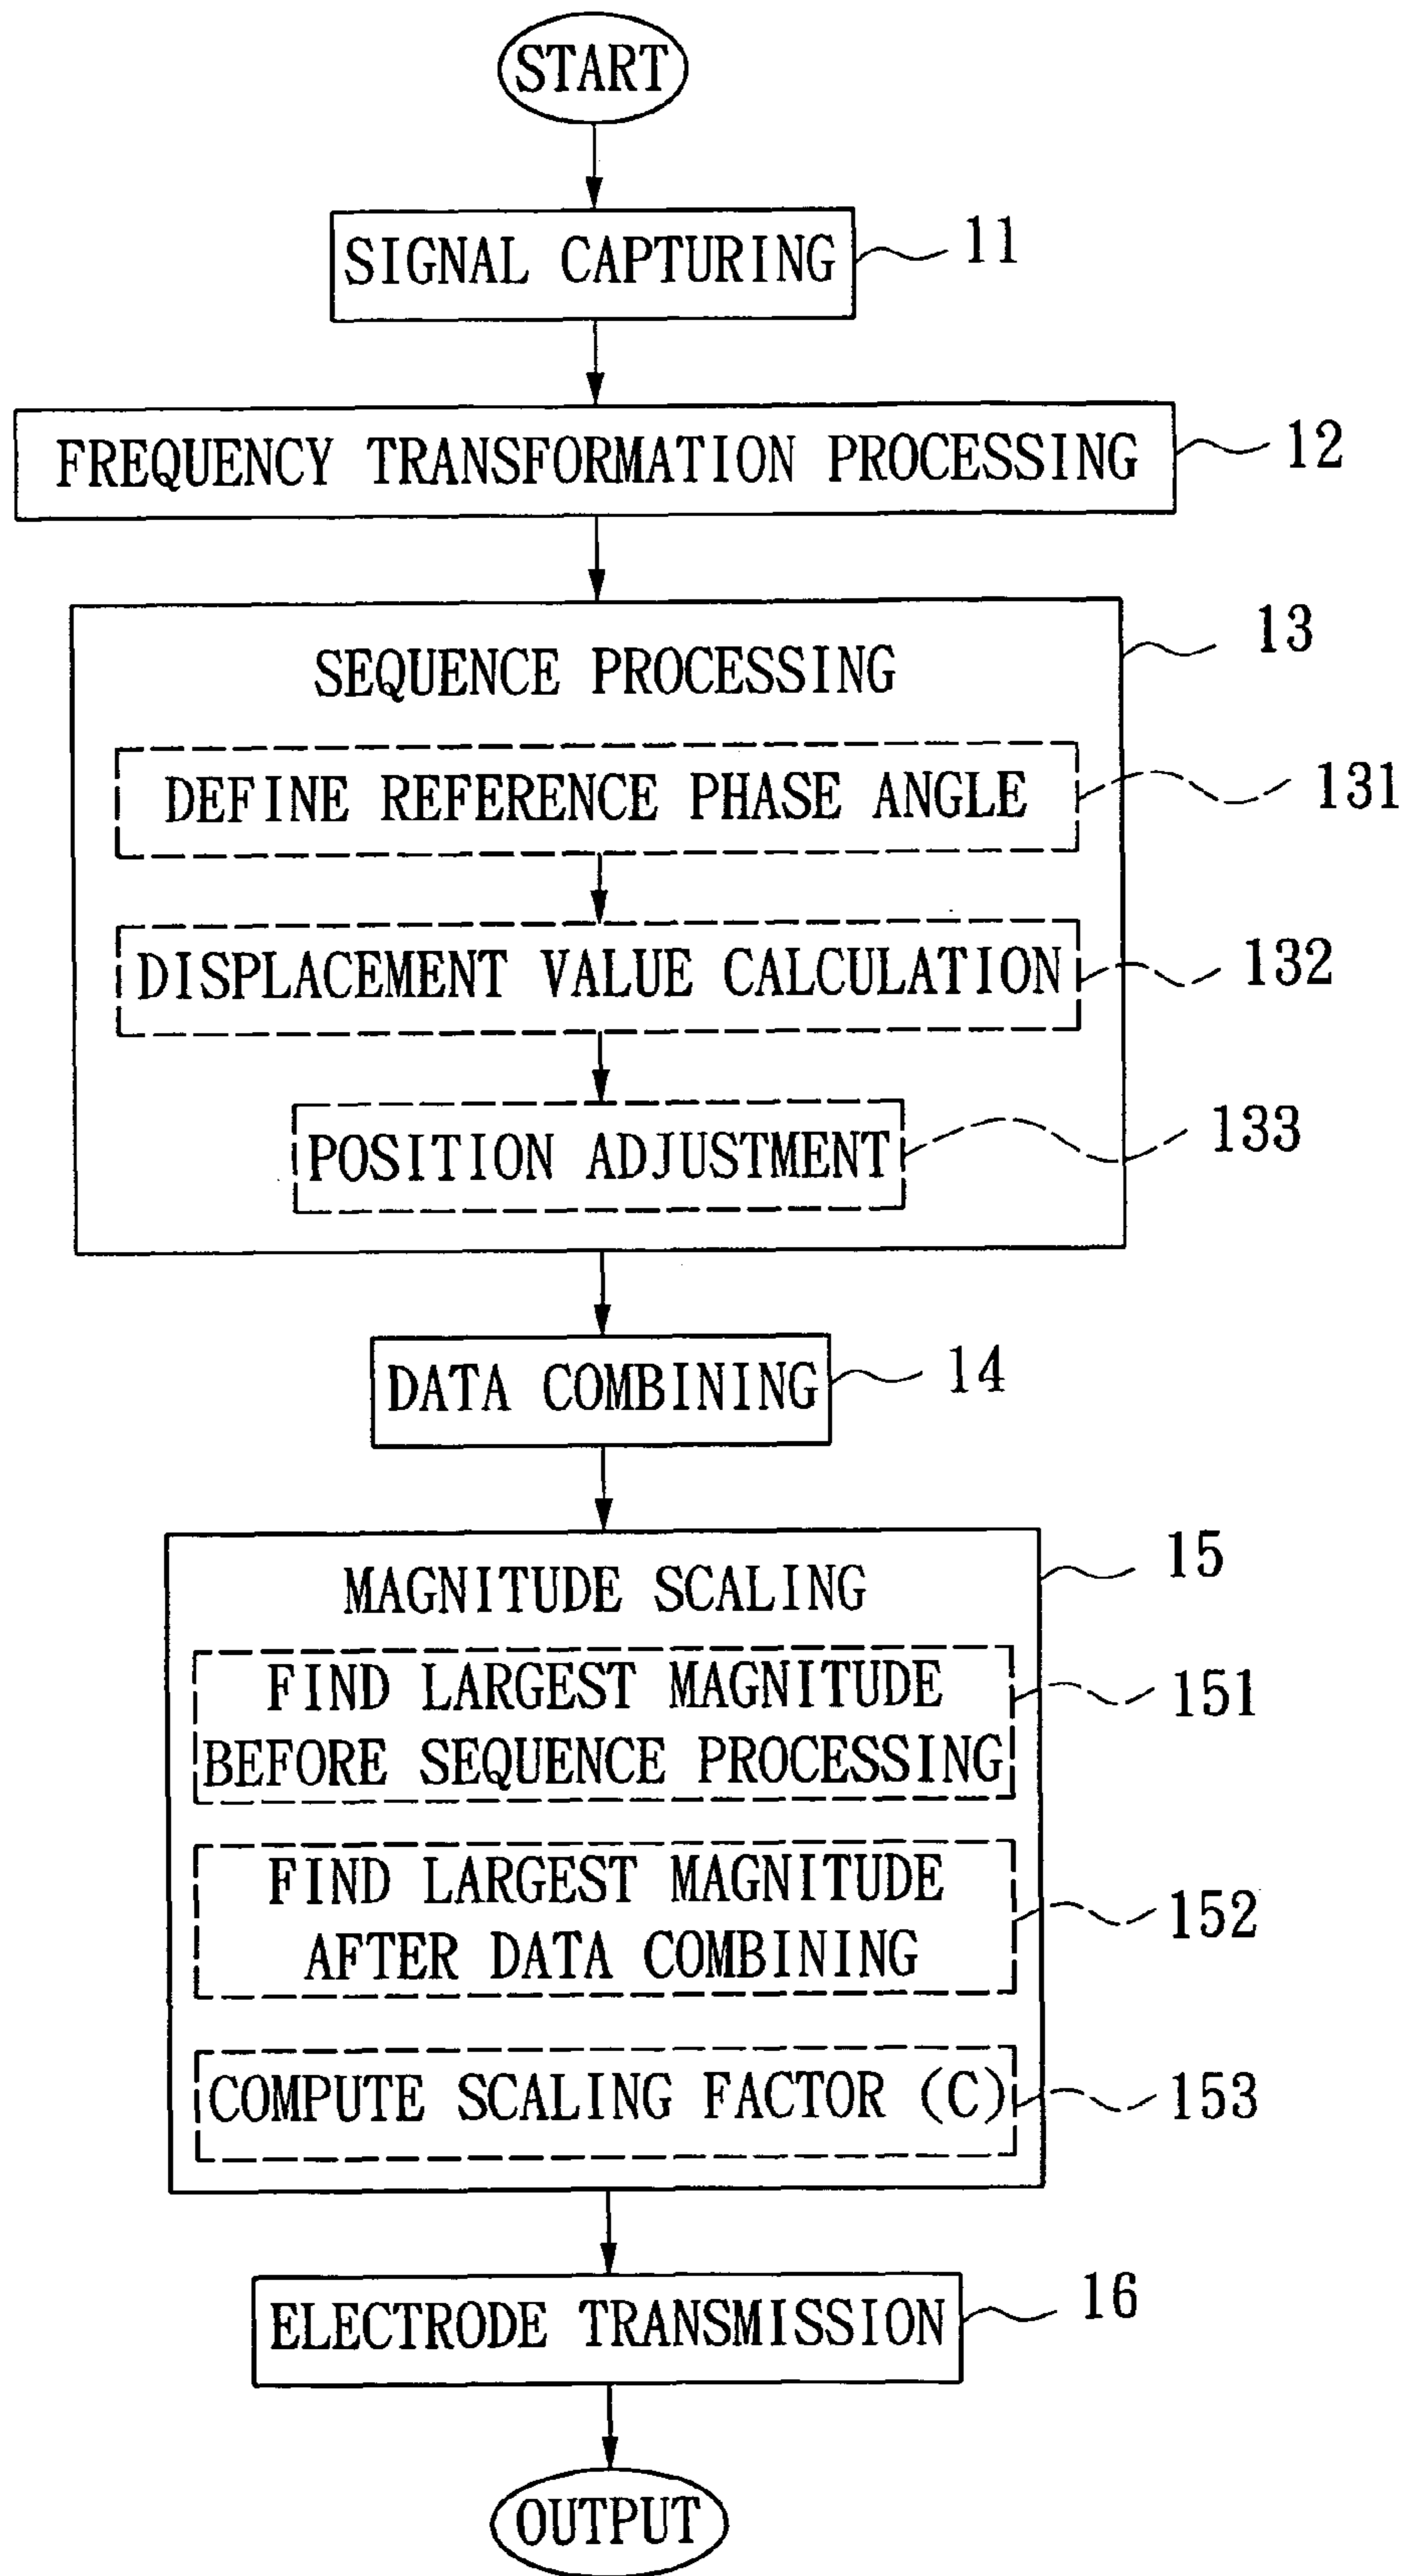 START
SIGNAL CAPTURING
11
FREQUENCY TRANSFORMATION PROCESSING
12
13
SEQUENCE PROCESSING
DEFINE REFERENCE PHASE ANGLE
131
DISPLACEMENT VALUE CALCULATION
132
POSITION ADJUSTMENT
133
DATA COMBINING
14
15
MAGNITUDE SCALING
FIND LARGEST MAGNITUDE
BEFORE SEQUENCE PROCESSING
151
FIND LARGEST MAGNITUDE
AFTER DATA COMBINING
152
COMPUTE SCALING FACTOR (C)
153
ELECTRODE TRANSMISSION
16
OUTPUT